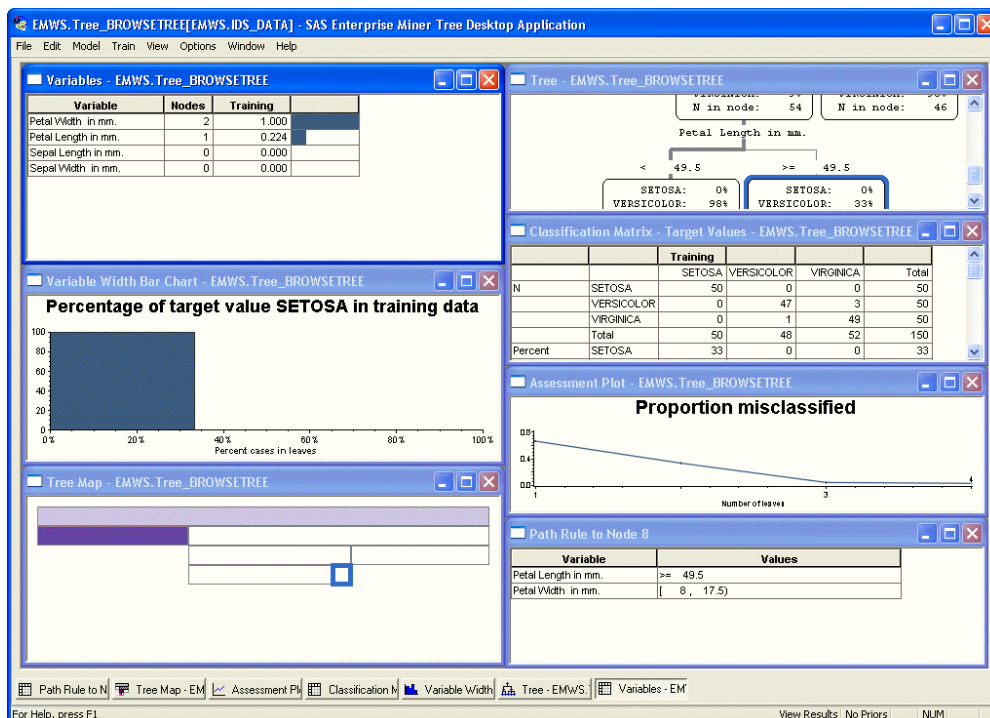 EMWS.Tree_BROWSETREE[EMWS.IDS_DATA] - SAS Enterprise Miner Tree Desktop Application
File Edit Model Train View Options Window Help
Variables - EMWS.Tree_BROWSETREE
Variable Nodes Training
Petal Width in mm. 2 1.000
Petal Length in mm. 1 0.224
Sepal Length in mm. 0 0.000
Sepal Width in mm. 0 0.000
Tree - EMWS.Tree_BROWSETREE
N in node: 54 N in node: 46
Petal Length in mm.
< 49.5 >= 49.5
SETOSA: 0% SETOSA: 0%
VERSICOLOR: 98% VERSICOLOR: 33%
Classification Matrix - Target Values - EMWS.Tree_BROWSETREE
Training
SETOSA VERSICOLOR VIRGINICA Total
N SETOSA 50 0 0 50
VERSICOLOR 0 47 3 50
VIRGINICA 0 1 49 50
Total 50 48 52 150
Percent SETOSA 33 0 0 33
Variable Width Bar Chart - EMWS.Tree_BROWSETREE
Percentage of target value SETOSA in training data
100
80
60
40
20
0
0% 20% 40% 60% 80% 100%
Percent cases in leaves
Assessment Plot - EMWS.Tree_BROWSETREE
Proportion misclassified
0.8
0.4
0.0
4
1 3
Number of leaves
Tree Map - EMWS.Tree_BROWSETREE
Path Rule to Node 8
Variable Values
Petal Length in mm. >= 49.5
Petal Width in mm. [ 8 , 17.5)
Path Rule to N Tree Map - EM Assessment Pl Classification M Variable Width Tree - EMWS. Variables - EM
For Help, press F1 View Results No Priors NUM